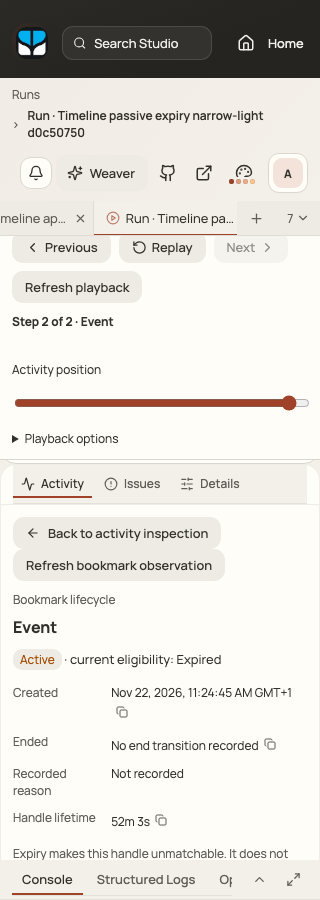 Search Studio
Home
Runs
Run · Timeline passive expiry narrow-light
d0c50750
Weaver
A
meline ap...
Run · Timeline pa...
7
Previous
Replay
Next
Refresh playback
Step 2 of 2 · Event
Activity position
Playback options
Activity
Issues
Details
Back to activity inspection
Refresh bookmark observation
Bookmark lifecycle
Event
Active · current eligibility: Expired
Created Nov 22, 2026, 11:24:45 AM GMT+1
Ended No end transition recorded
Recorded reason Not recorded
Handle lifetime 52m 3s
Expiry makes this handle unmatchable. It does not
Console
Structured Logs